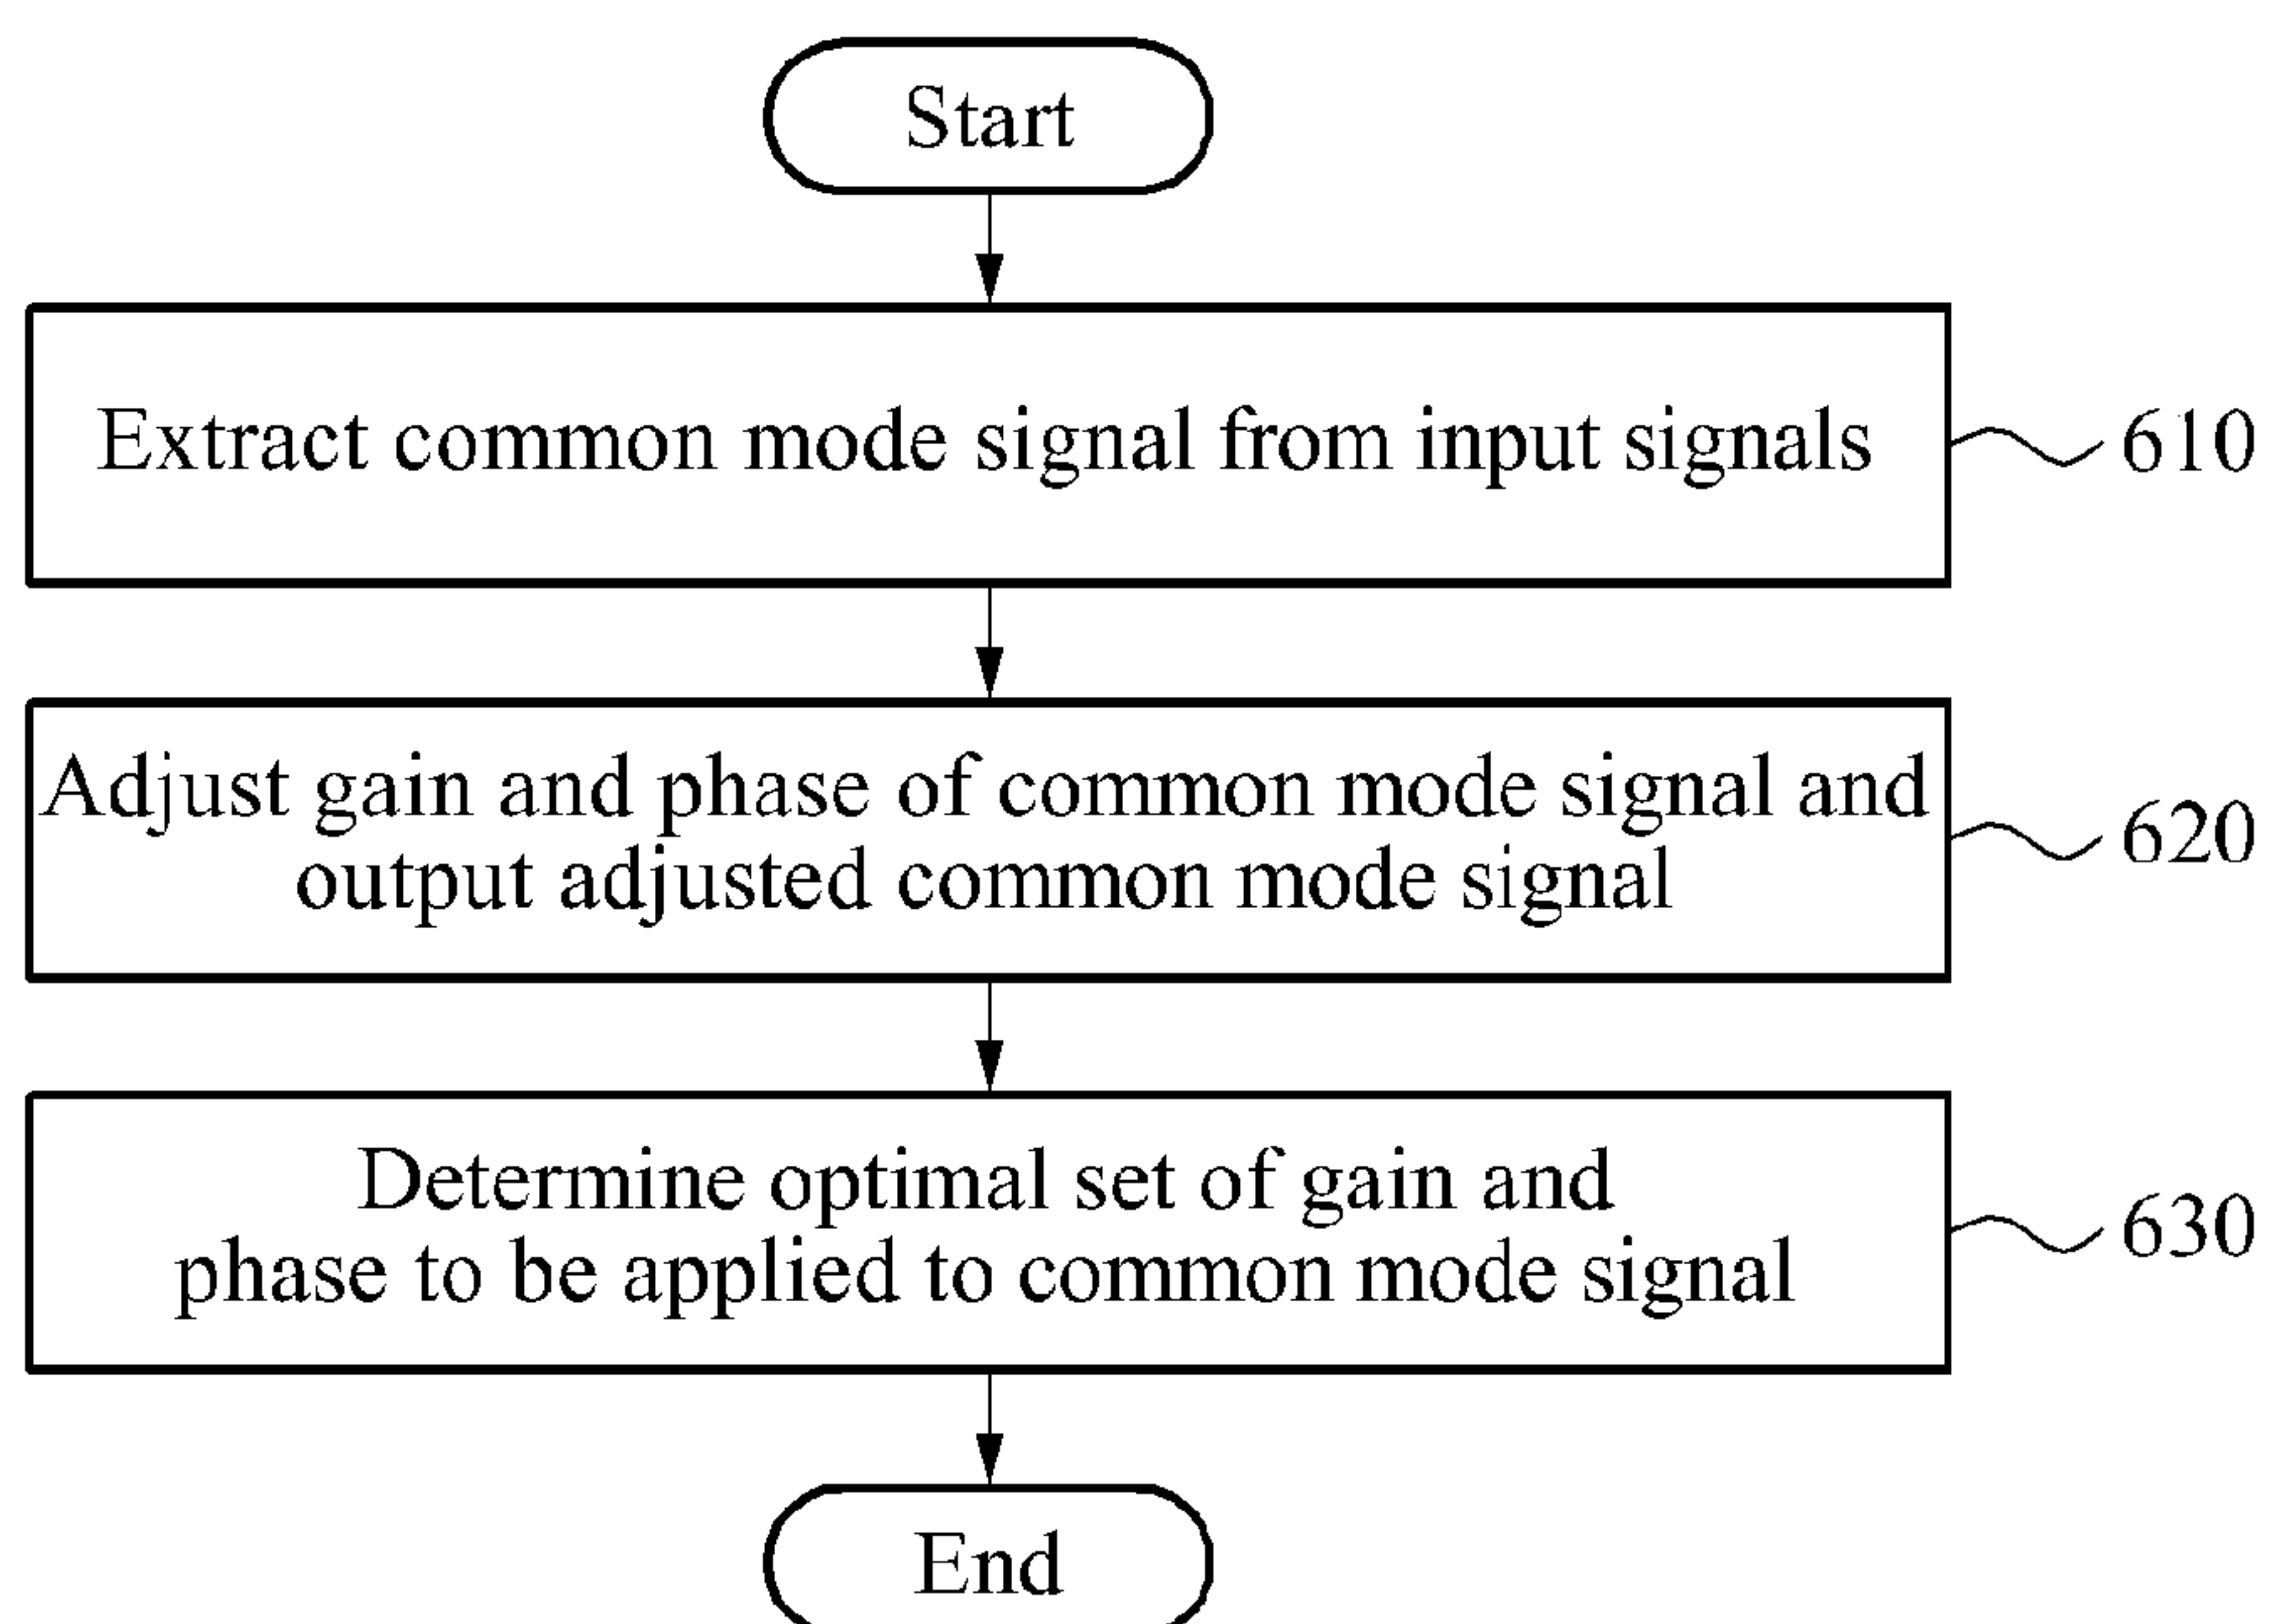 Start
Extract common mode signal from input signals
610
Adjust gain and phase of common mode signal and
output adjusted common mode signal
620
Determine optimal set of gain and
phase to be applied to common mode signal
630
End